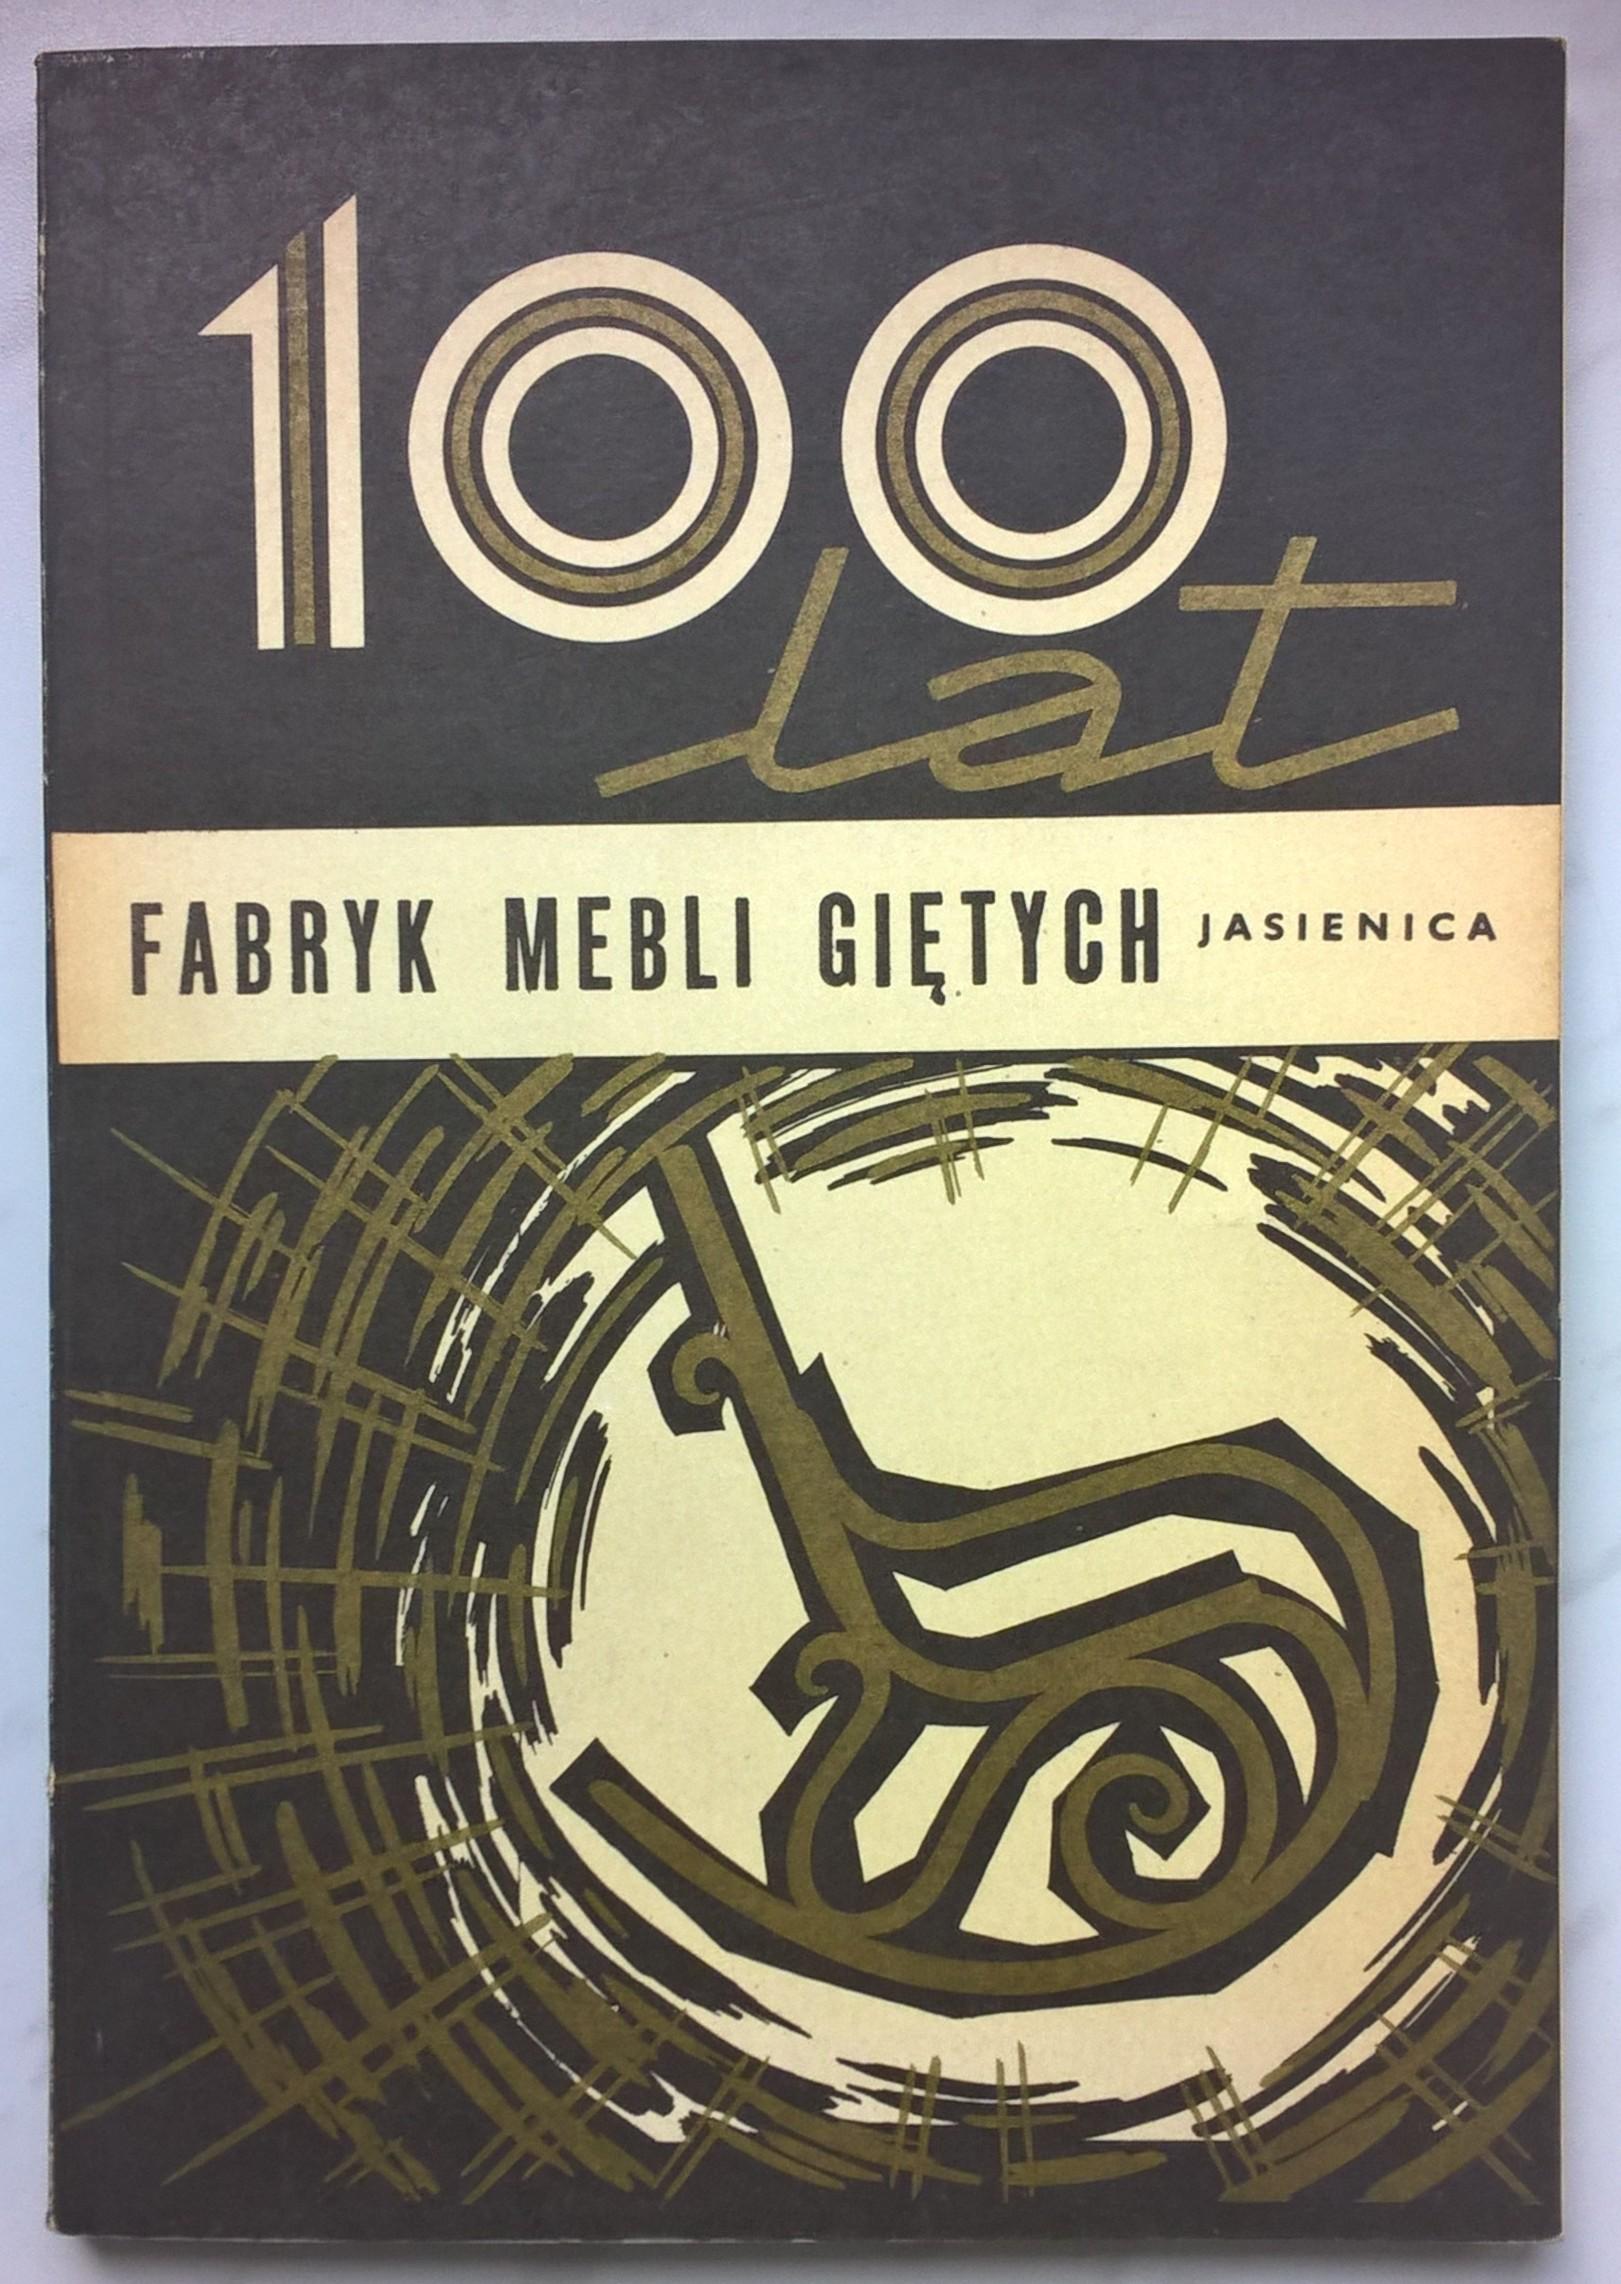 100
lat
FABRYK MEBLI GIĘTYCH JASIENICA